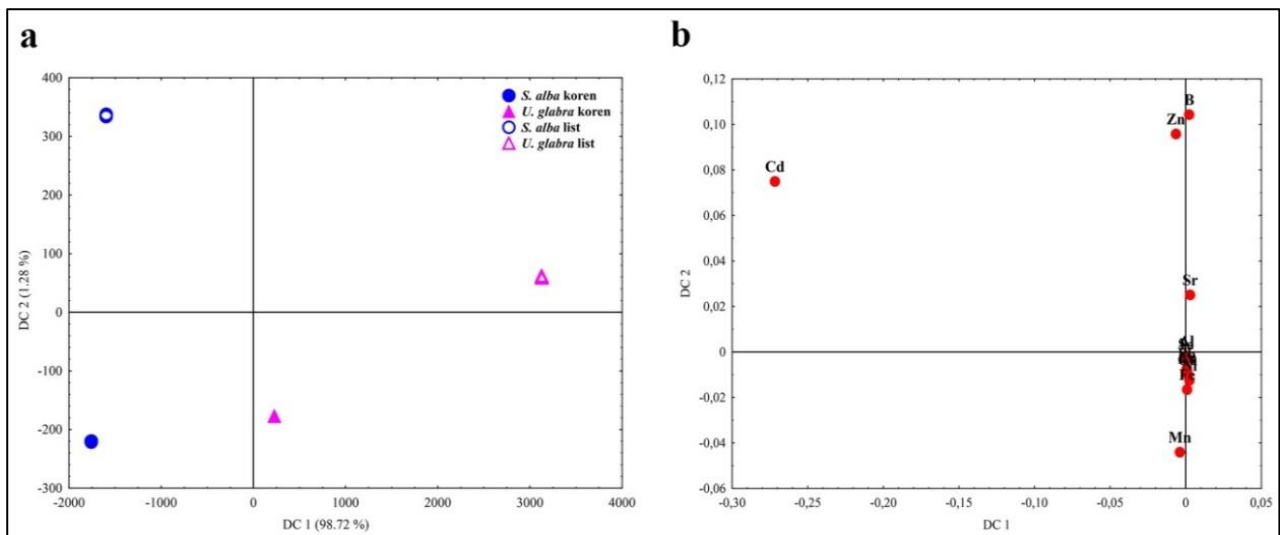 a
400
300
200
100
0
-100
-200
-300
-2000
-1000
0
1000
2000
3000
4000
DC 2 (1.28 %)
DC 1 (98.72 %)
S. alba koren
U. glabra koren
S. alba list
U. glabra list
b
0,12
0,10
0,08
0,06
0,04
0,02
0
-0,02
-0,04
-0,06
-0,30
-0,25
-0,20
-0,15
-0,10
-0,05
0
0,05
DC 2
DC 1
B
Zn
Cd
Sr
Al
Mn